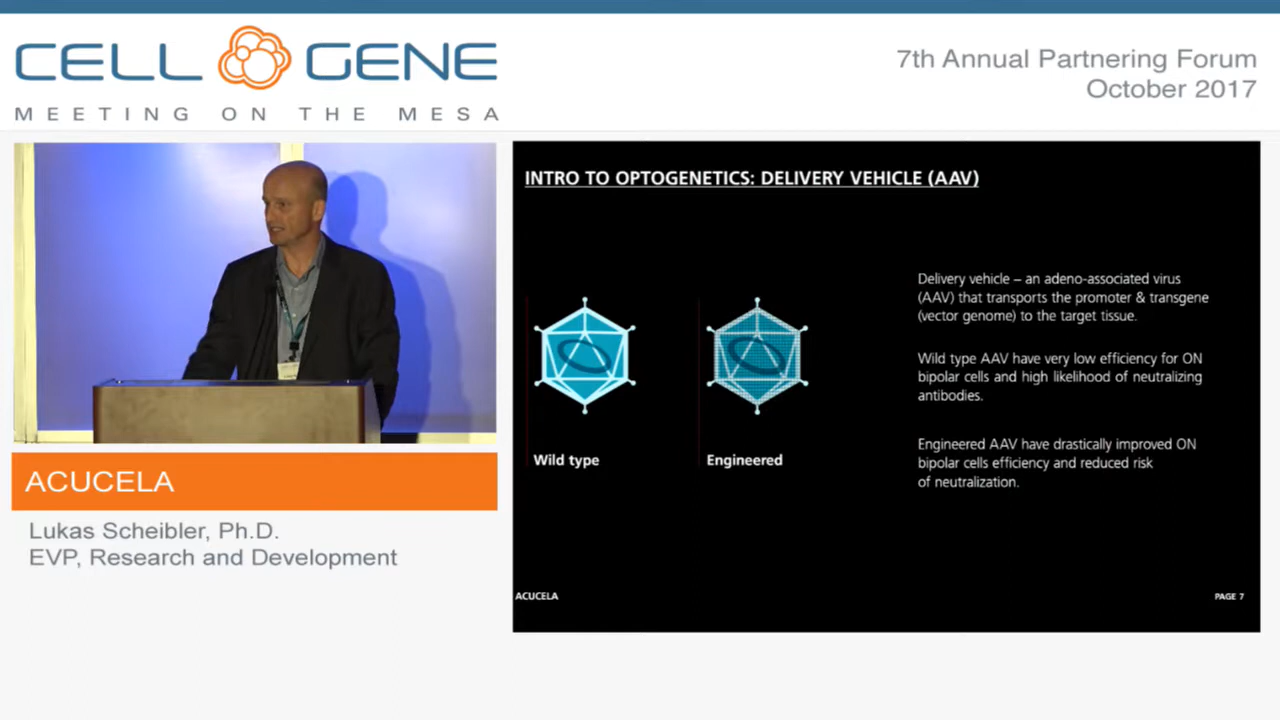 CELL GENE
MEETING ON THE MESA
7th Annual Partnering Forum
October 2017
INTRO TO OPTOGENETICS: DELIVERY VEHICLE (AAV)
Wild type
Engineered
Delivery vehicle – an adeno-associated virus
(AAV) that transports the promoter & transgene
(vector genome) to the target tissue.
Wild type AAV have very low efficiency for ON
bipolar cells and high likelihood of neutralizing
antibodies.
Engineered AAV have drastically improved ON
bipolar cells efficiency and reduced risk
of neutralization.
ACUCELA
PAGE 7
ACUCELA
Lukas Scheibler, Ph.D.
EVP, Research and Development